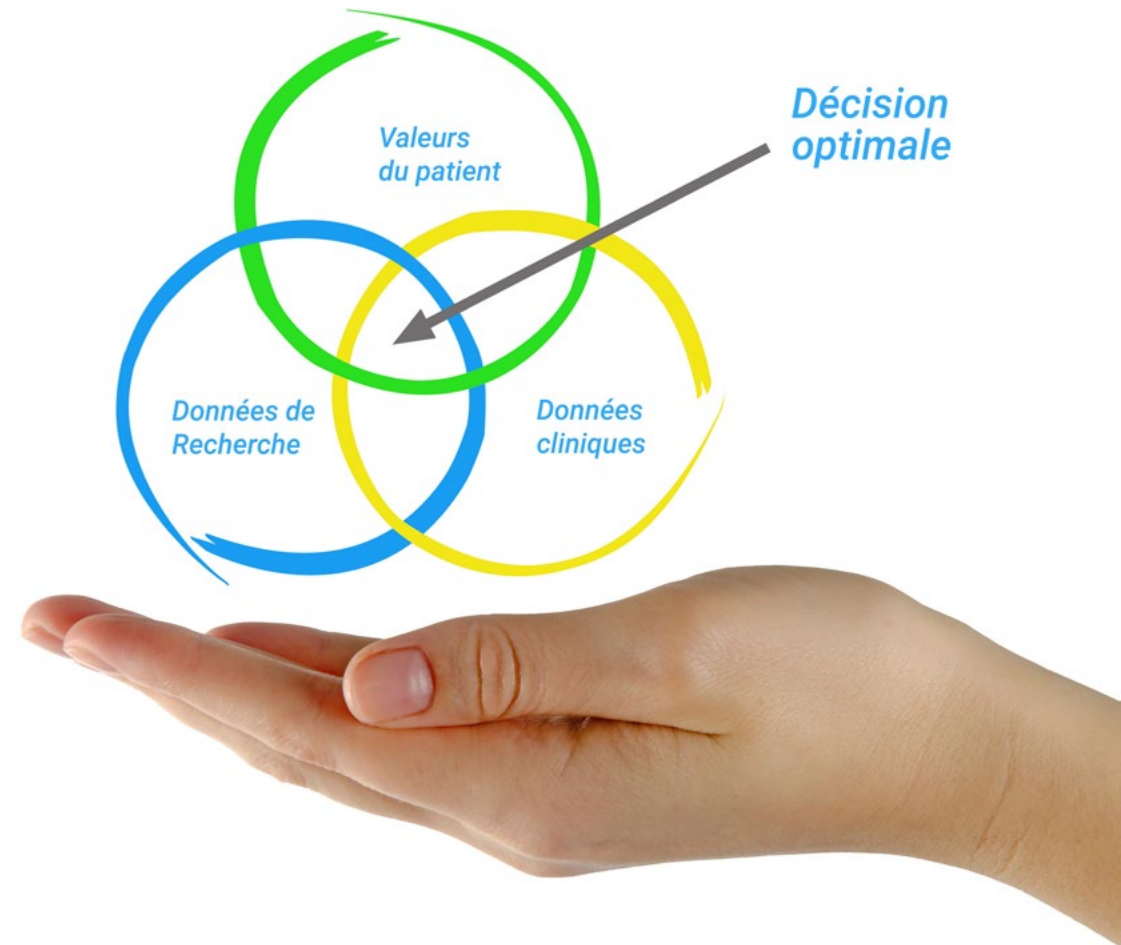 Décision
optimale
Valeurs
du patient
Données de
Recherche
Données
cliniques